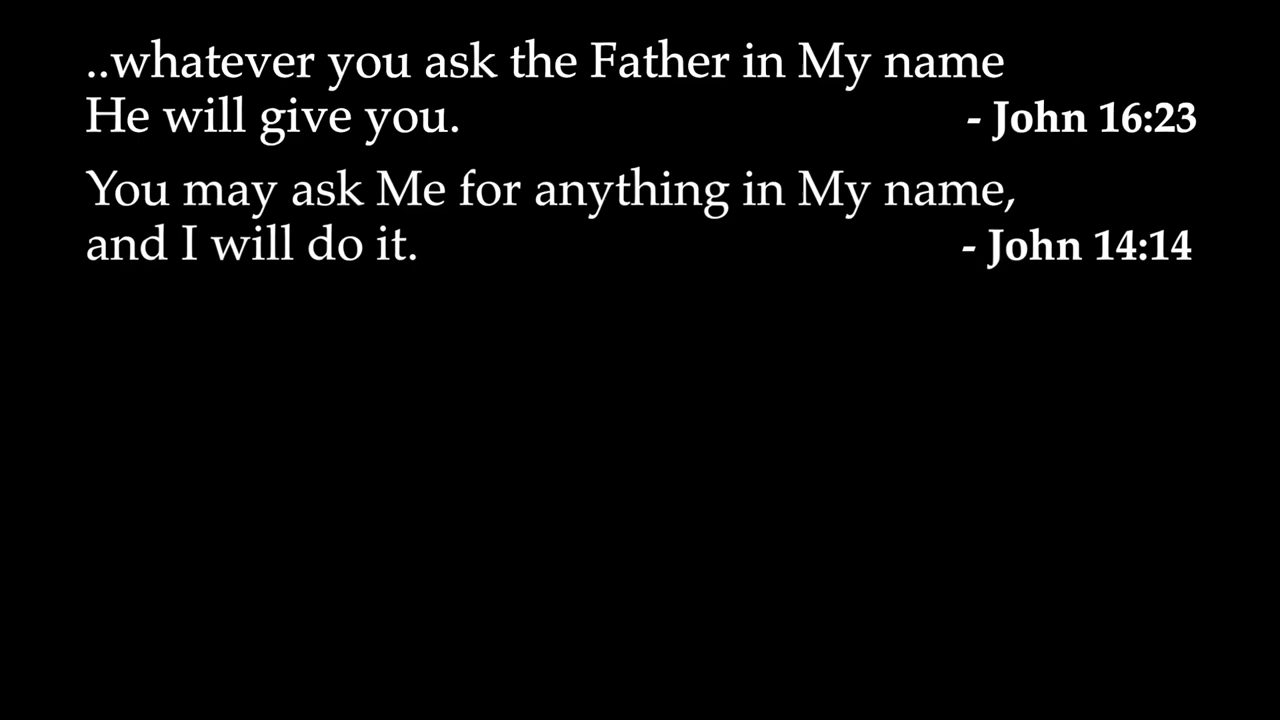 ..whatever you ask the Father in My name
He will give you. - John 16:23
You may ask Me for anything in My name,
and I will do it. - John 14:14